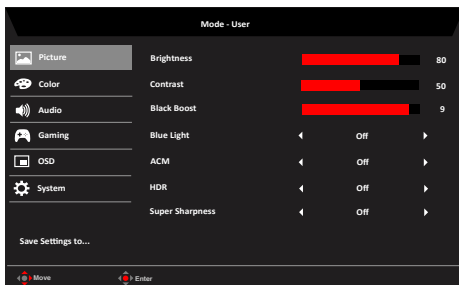 Mode - User
Picture
Brightness 80
Color
Contrast 50
Audio
Black Boost 9
Gaming
Blue Light Off
OSD
ACM Off
System
HDR Off
Super Sharpness Off
Save Settings to...
Move Enter